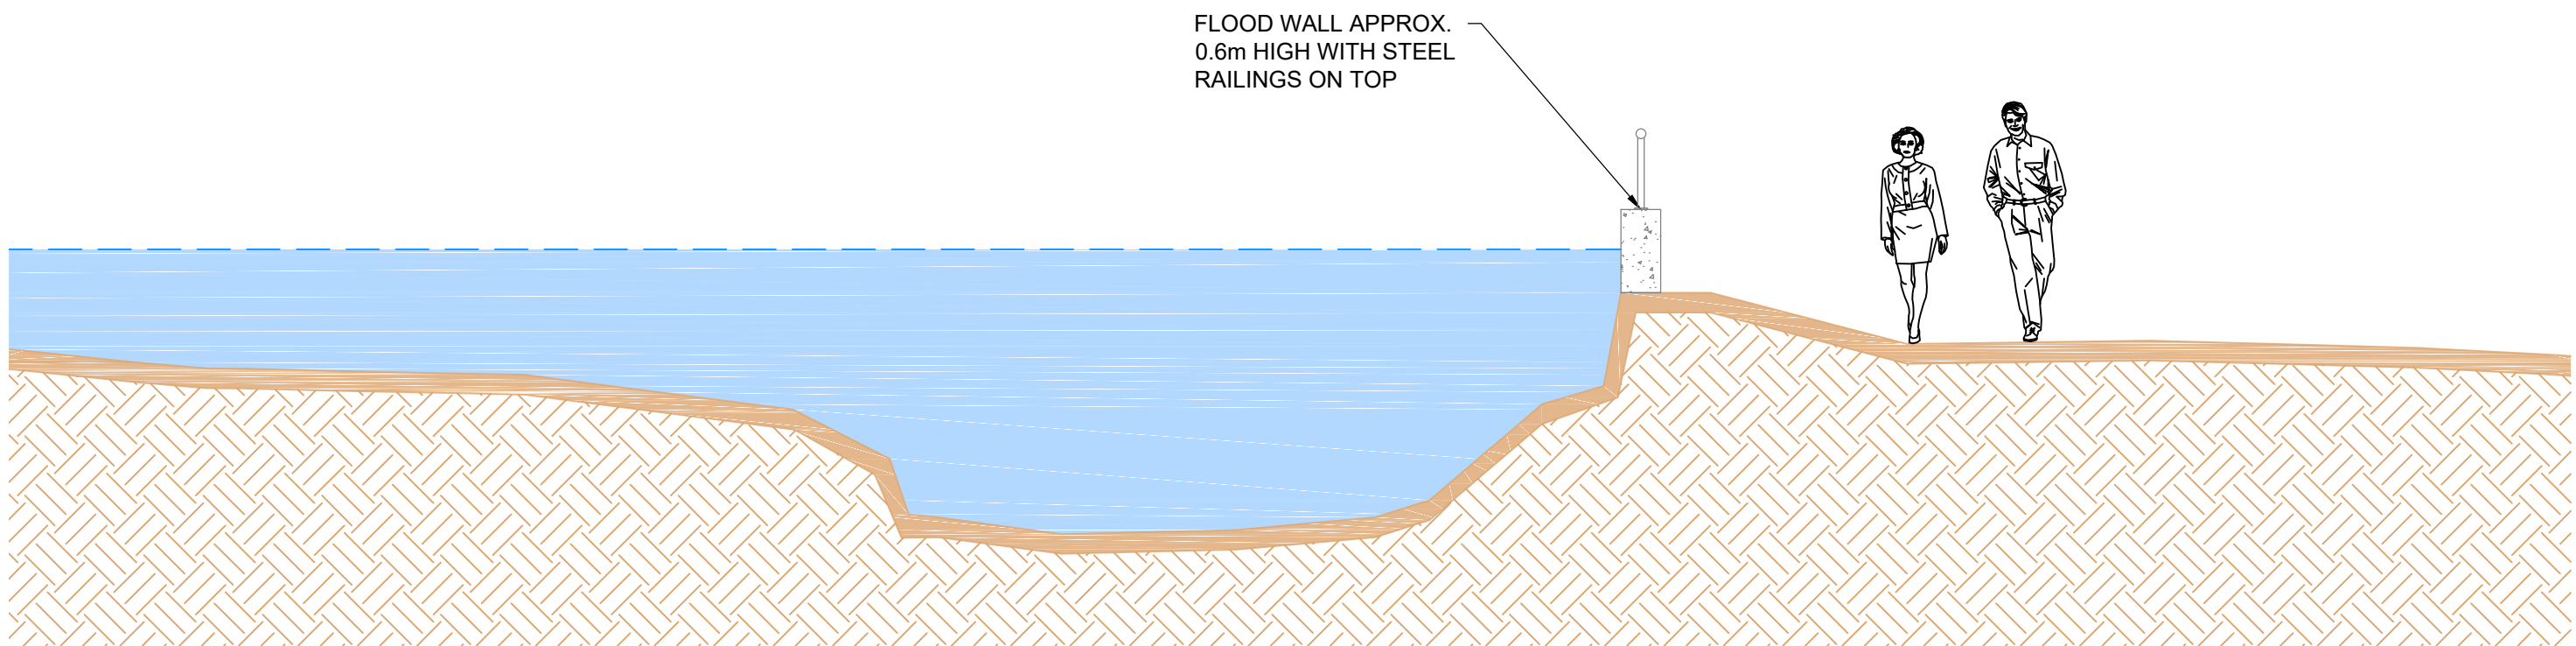 FLOOD WALL APPROX.
0.6m HIGH WITH STEEL
RAILINGS ON TOP